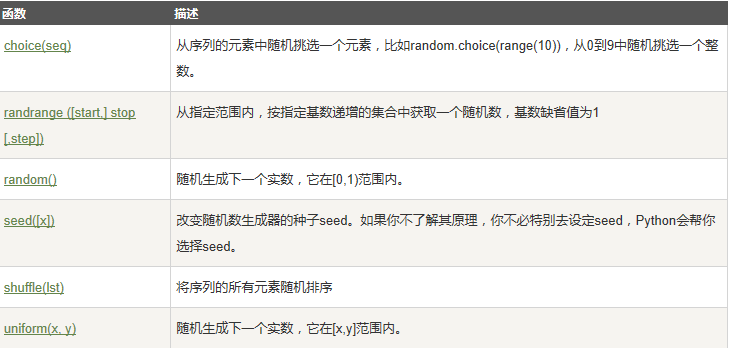 函数 描述
choice(seq) 从序列的元素中随机挑选一个元素，比如random.choice(range(10))，从0到9中随机挑选一个整
数。
randrange ([start,] stop
[,step]) 从指定范围内，按指定基数递增的集合中获取一个随机数，基数缺省值为1
random() 随机生成下一个实数，它在[0,1)范围内。
seed([x]) 改变随机数生成器的种子seed。如果你不了解其原理，你不必特别去设定seed，Python会帮你
选择seed。
shuffle(lst) 将序列的所有元素随机排序
uniform(x, y) 随机生成下一个实数，它在[x,y]范围内。